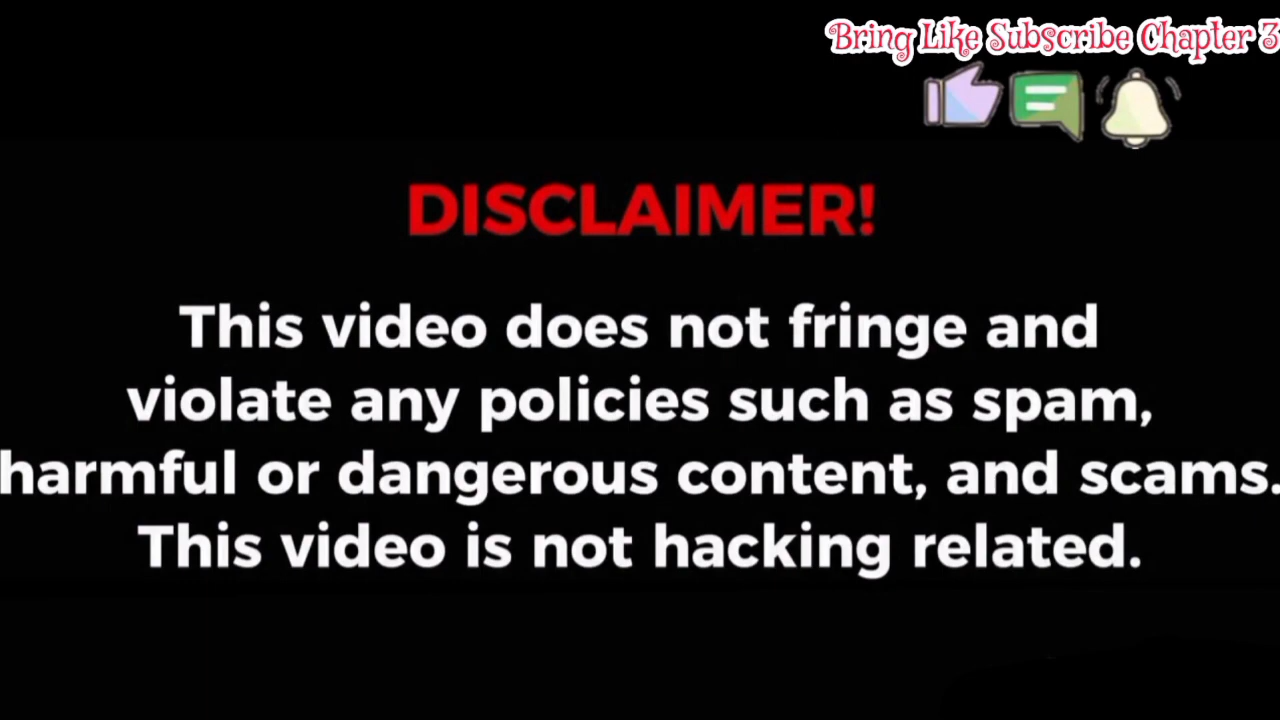 Bring Like Subscribe Chapter 3
DISCLAIMER!
This video does not fringe and
violate any policies such as spam,
harmful or dangerous content, and scams.
This video is not hacking related.